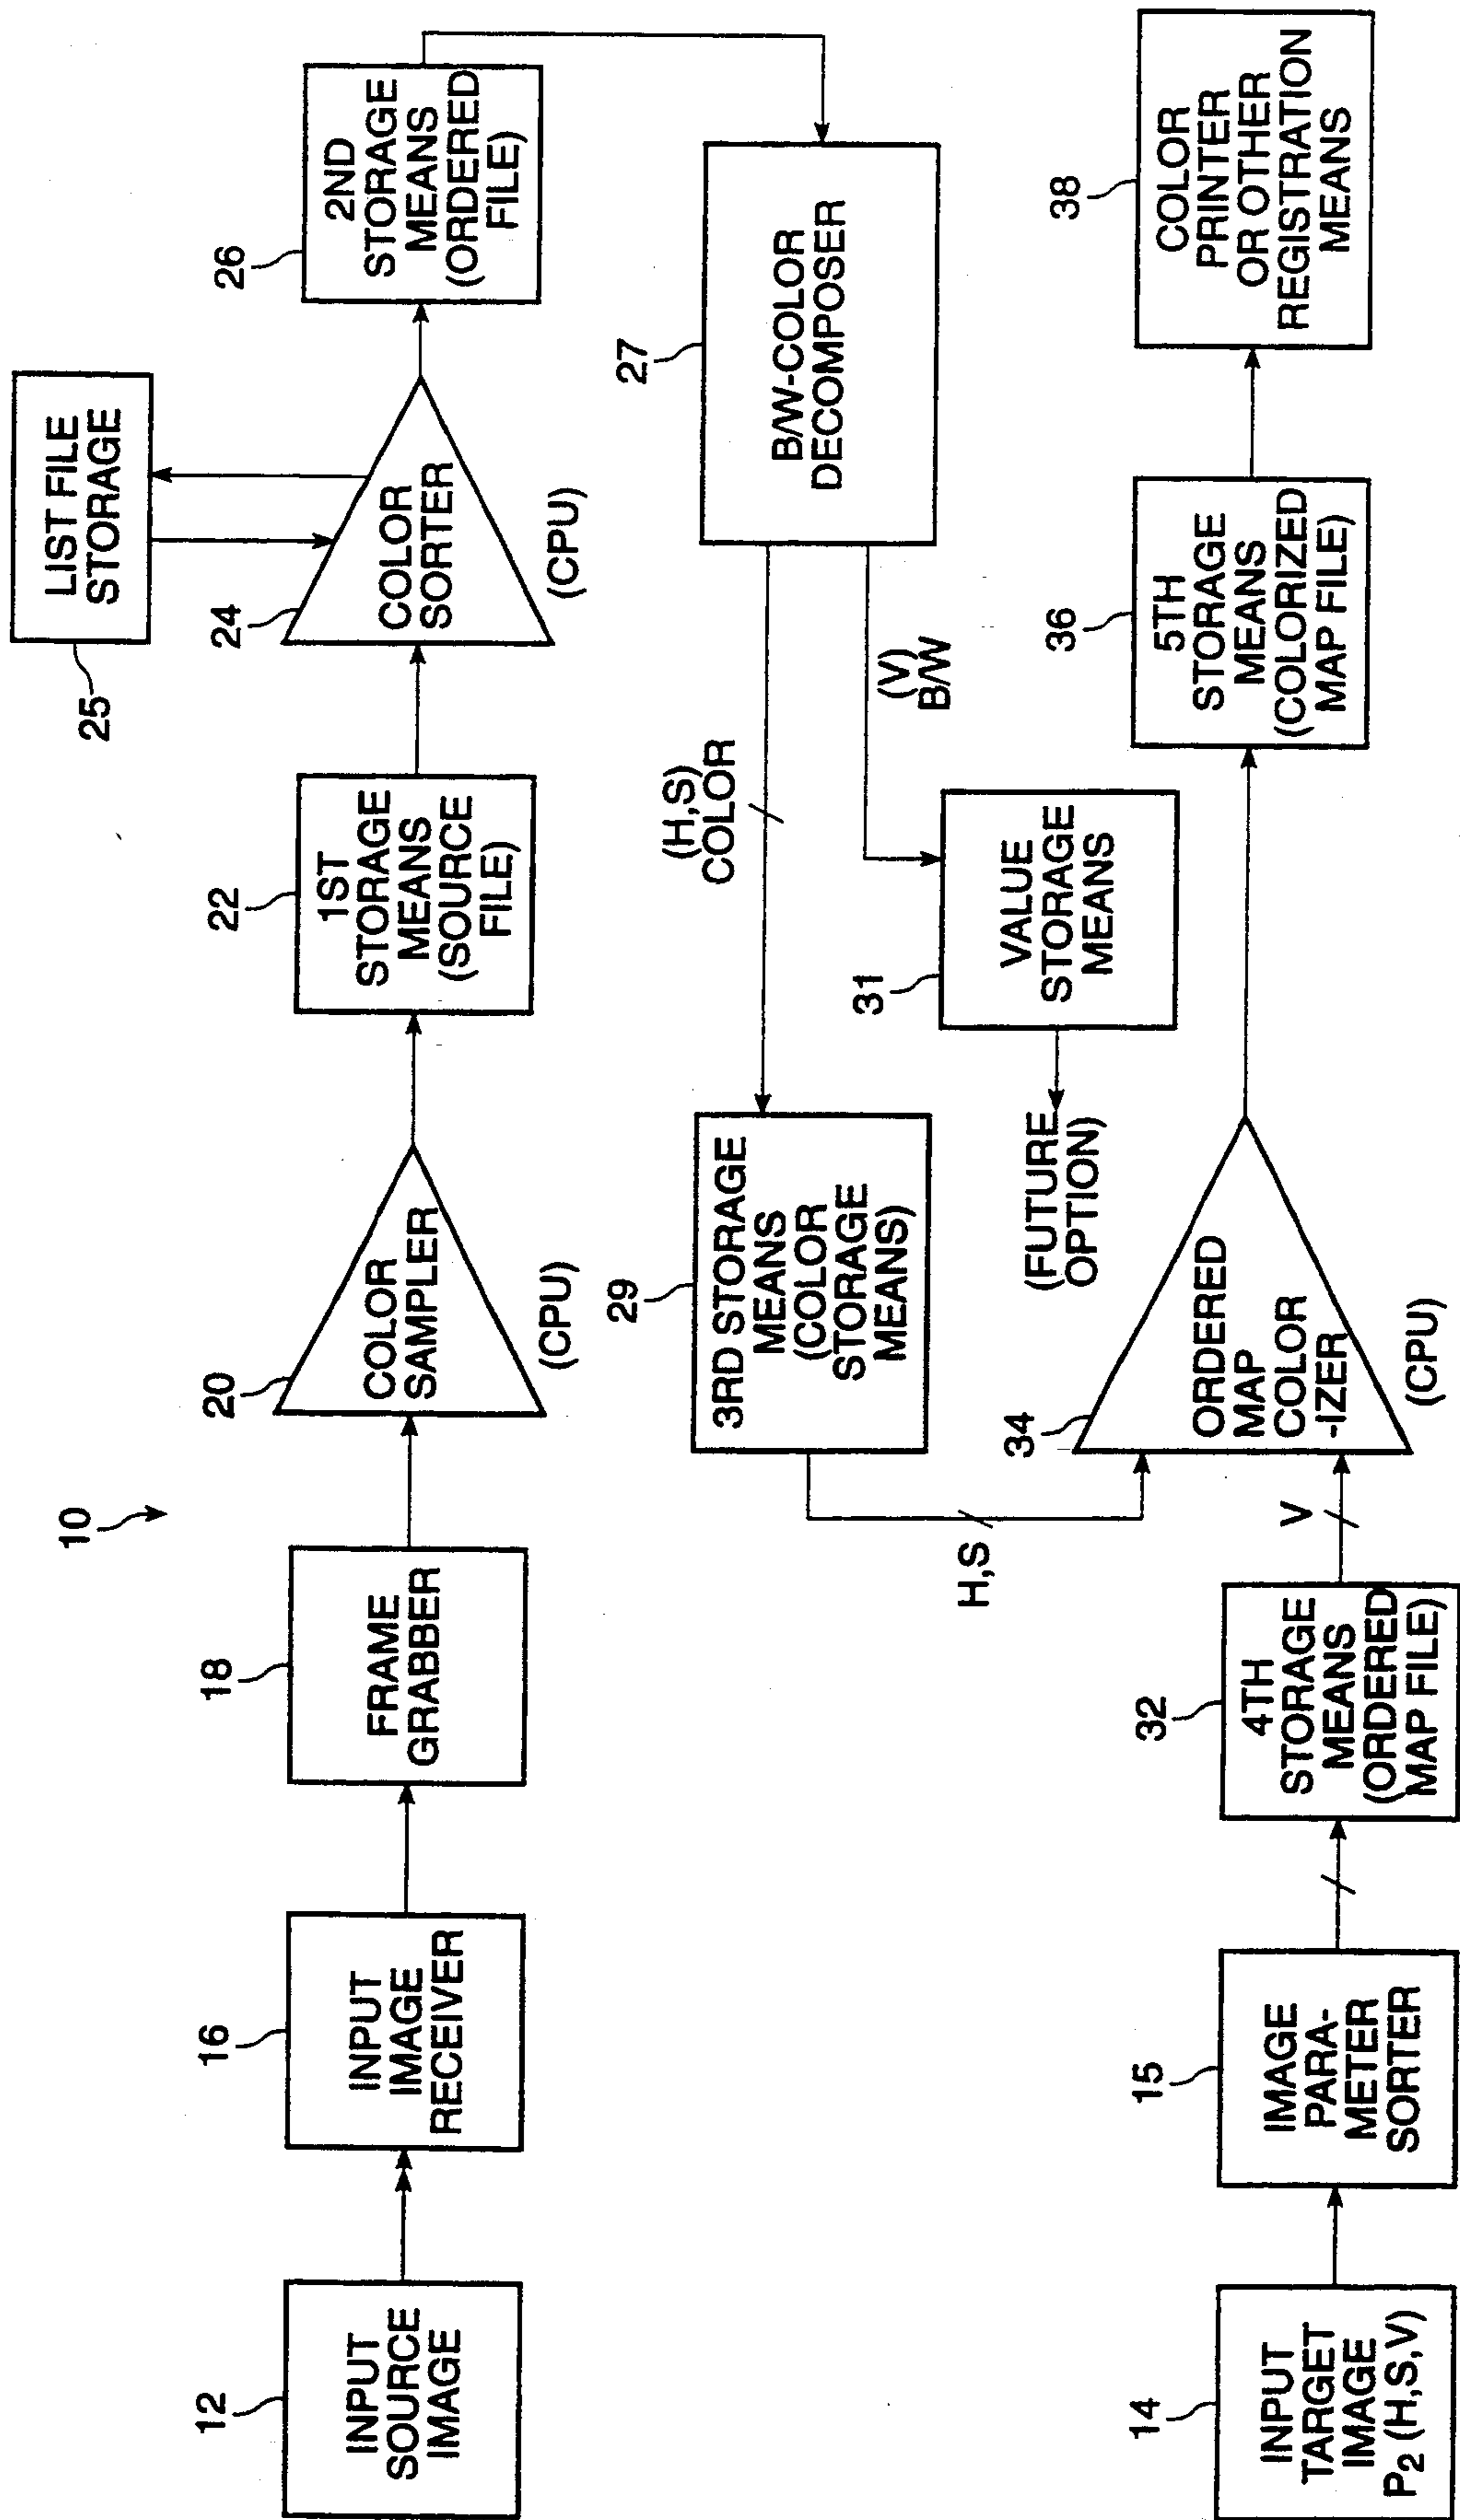 10
12
INPUT
SOURCE
IMAGE
16
INPUT
IMAGE
RECEIVER
18
FRAME
GRABBER
20
COLOR
SAMPLER
(CPU)
22
1ST
STORAGE
MEANS
(SOURCE
FILE)
24
COLOR
SORTER
(CPU)
25
LIST FILE
STORAGE
26
2ND
STORAGE
MEANS
(ORDERED
FILE)
27
B/W-COLOR
DECOMPOSER
(H,S)
COLOR
(V)
B/W
29
3RD STORAGE
MEANS
(COLOR
STORAGE
MEANS)
H,S
31
VALUE
STORAGE
MEANS
(FUTURE
OPTION)
14
INPUT
TARGET
IMAGE
P2 (H,S,V)
15
IMAGE
PARA-
METER
SORTER
32
4TH
STORAGE
MEANS
(ORDERED
MAP FILE)
V
34
ORDERED
MAP
COLOR
-IZER
(CPU)
36
5TH
STORAGE
MEANS
(COLORIZED
MAP FILE)
38
COLOR
PRINTER
OR OTHER
REGISTRATION
MEANS